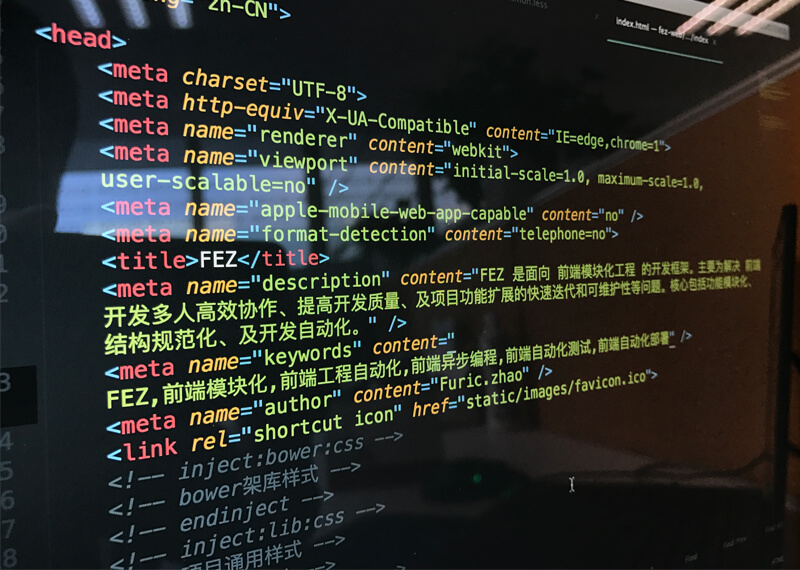 zh-CN">
index.html — fez-web/.../index
<head>
<meta charset="UTF-8">
<meta http-equiv="X-UA-Compatible" content="IE=edge,chrome=1">
<meta name="renderer" content="webkit">
<meta name="viewport" content="initial-scale=1.0, maximum-scale=1.0,
user-scalable=no" />
<meta name="apple-mobile-web-app-capable" content="no" />
<meta name="format-detection" content="telephone=no">
<title>FEZ</title>
<meta name="description" content="FEZ 是面向 前端模块化工程 的开发框架。主要为解决 前端
开发多人高效协作、提高开发质量、及项目功能扩展的快速迭代和可维护性等问题。核心包括功能模块化、
结构规范化、及开发自动化。" />
<meta name="keywords" content="
FEZ,前端模块化,前端工程自动化,前端异步编程,前端自动化测试,前端自动化部署_" />
<meta name="author" content="Furic.zhao" />
<link rel="shortcut icon" href="static/images/favicon.ico">
<!-- inject:bower:css -->
<!-- bower架库样式 -->
<!-- endinject -->
<!-- inject:lib:css -->
项目通用样式 -->